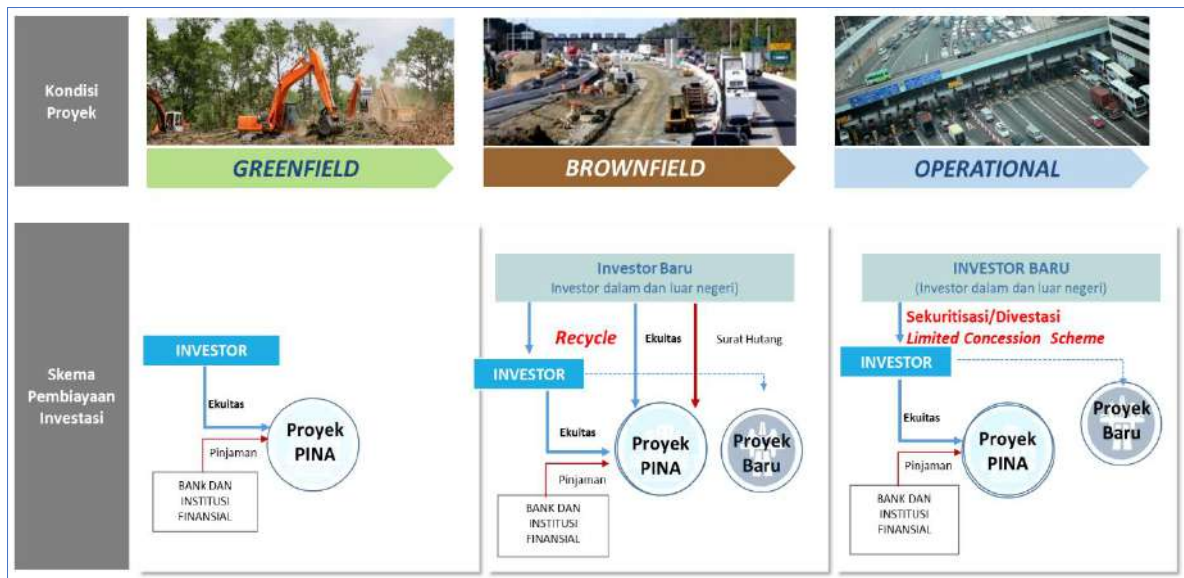 Kondisi
Proyek
GREENFIELD
BROWNFIELD
OPERATIONAL
Skema
Pembiayaan
Investasi
INVESTOR
Ekuitas
Proyek
PINA
Pinjaman
BANK DAN
INSTITUSI
FINANSIAL
Investor Baru
Investor dalam dan luar negeri)
Recycle
Ekuitas
Surat Hutang
INVESTOR
Ekuitas
Proyek
PINA
Proyek
Baru
Pinjaman
BANK DAN
INSTITUSI
FINANSIAL
INVESTOR BARU
(Investor dalam dan luar negeri)
Sekuritisasi/Divestasi
Limited Concession Scheme
INVESTOR
Proyek
Baru
Ekuitas
Proyek
PINA
Pinjaman
BANK DAN
INSTITUSI
FINANSIAL